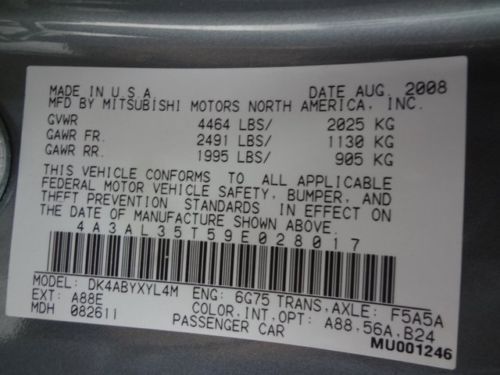 MADE IN U.S.A. DATE AUG. 2008
MFD BY MITSUBISHI MOTORS NORTH AMERICA, INC.
GVWR 4464 LBS/ 2025 KG
GAWR FR. 2491 LBS/ 1130 KG
GAWR RR. 1995 LBS/ 905 KG
THIS VEHICLE CONFORMS TO ALL APPLICABLE
FEDERAL MOTOR VEHICLE SAFETY, BUMPER, AND
THEFT PREVENTION STANDARDS IN EFFECT ON
THE DATE OF MANUFACTURE SHOWN ABOVE.
4A3AL35T59E028017
MODEL: DK4ABYXYL4M ENG: 6G75 TRANS,AXLE: F5A5A
EXT: A88E COLOR,INT,OPT: A88,56A,B24
MDH 082611 PASSENGER CAR
MU001246